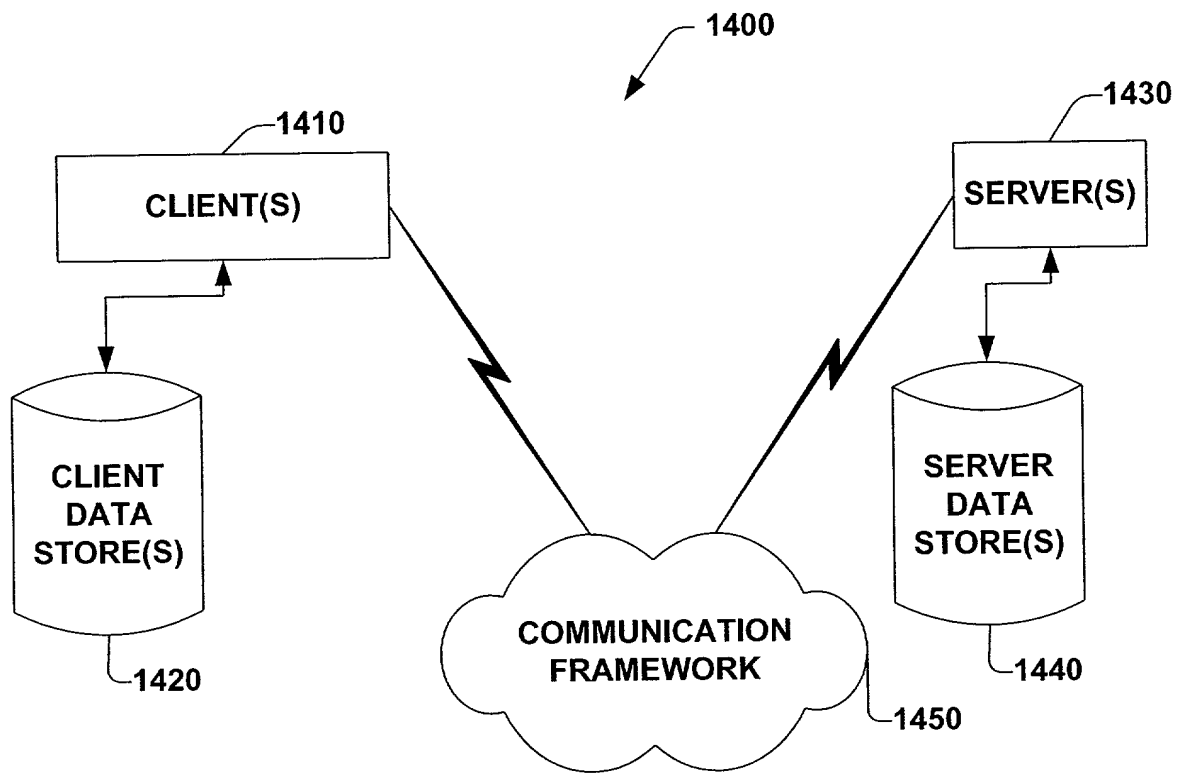 1400
1410
1430
CLIENT(S)
SERVER(S)
CLIENT
DATA
STORE(S)
SERVER
DATA
STORE(S)
COMMUNICATION
FRAMEWORK
1420
1440
1450